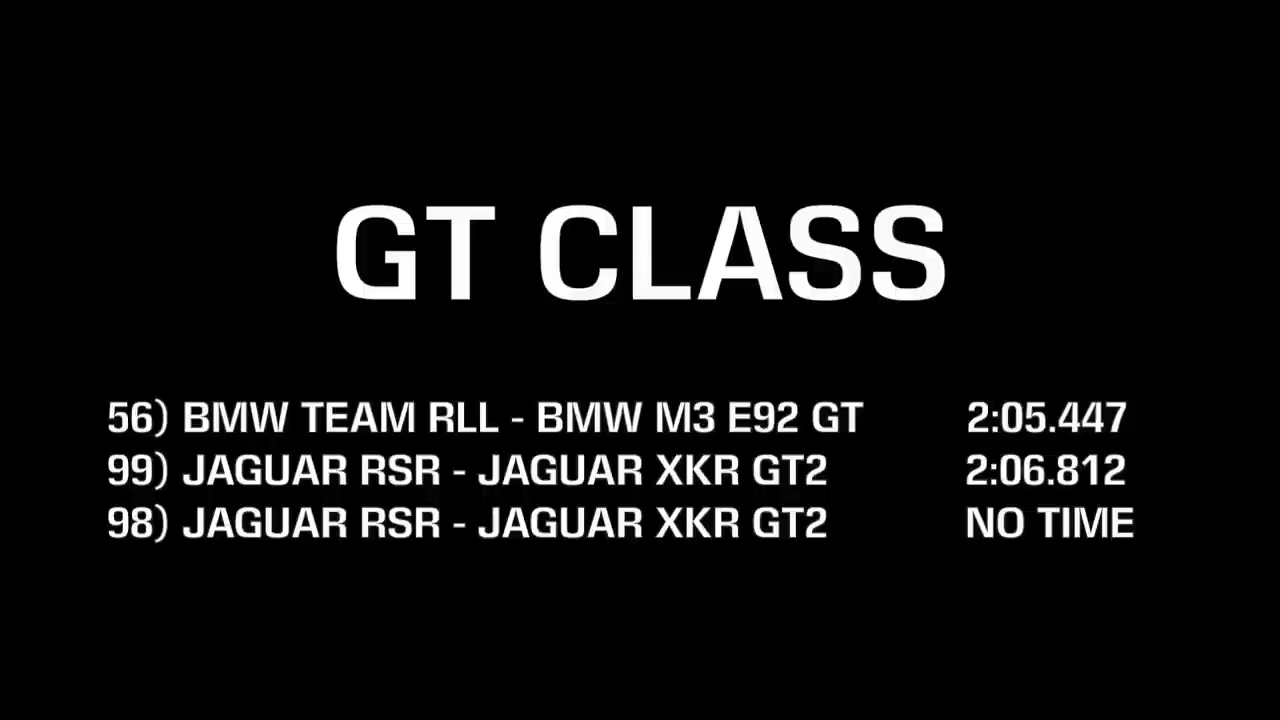 GT CLASS
56) BMW TEAM RLL - BMW M3 E92 GT 2:05.447
99) JAGUAR RSR - JAGUAR XKR GT2 2:06.812
98) JAGUAR RSR - JAGUAR XKR GT2 NO TIME